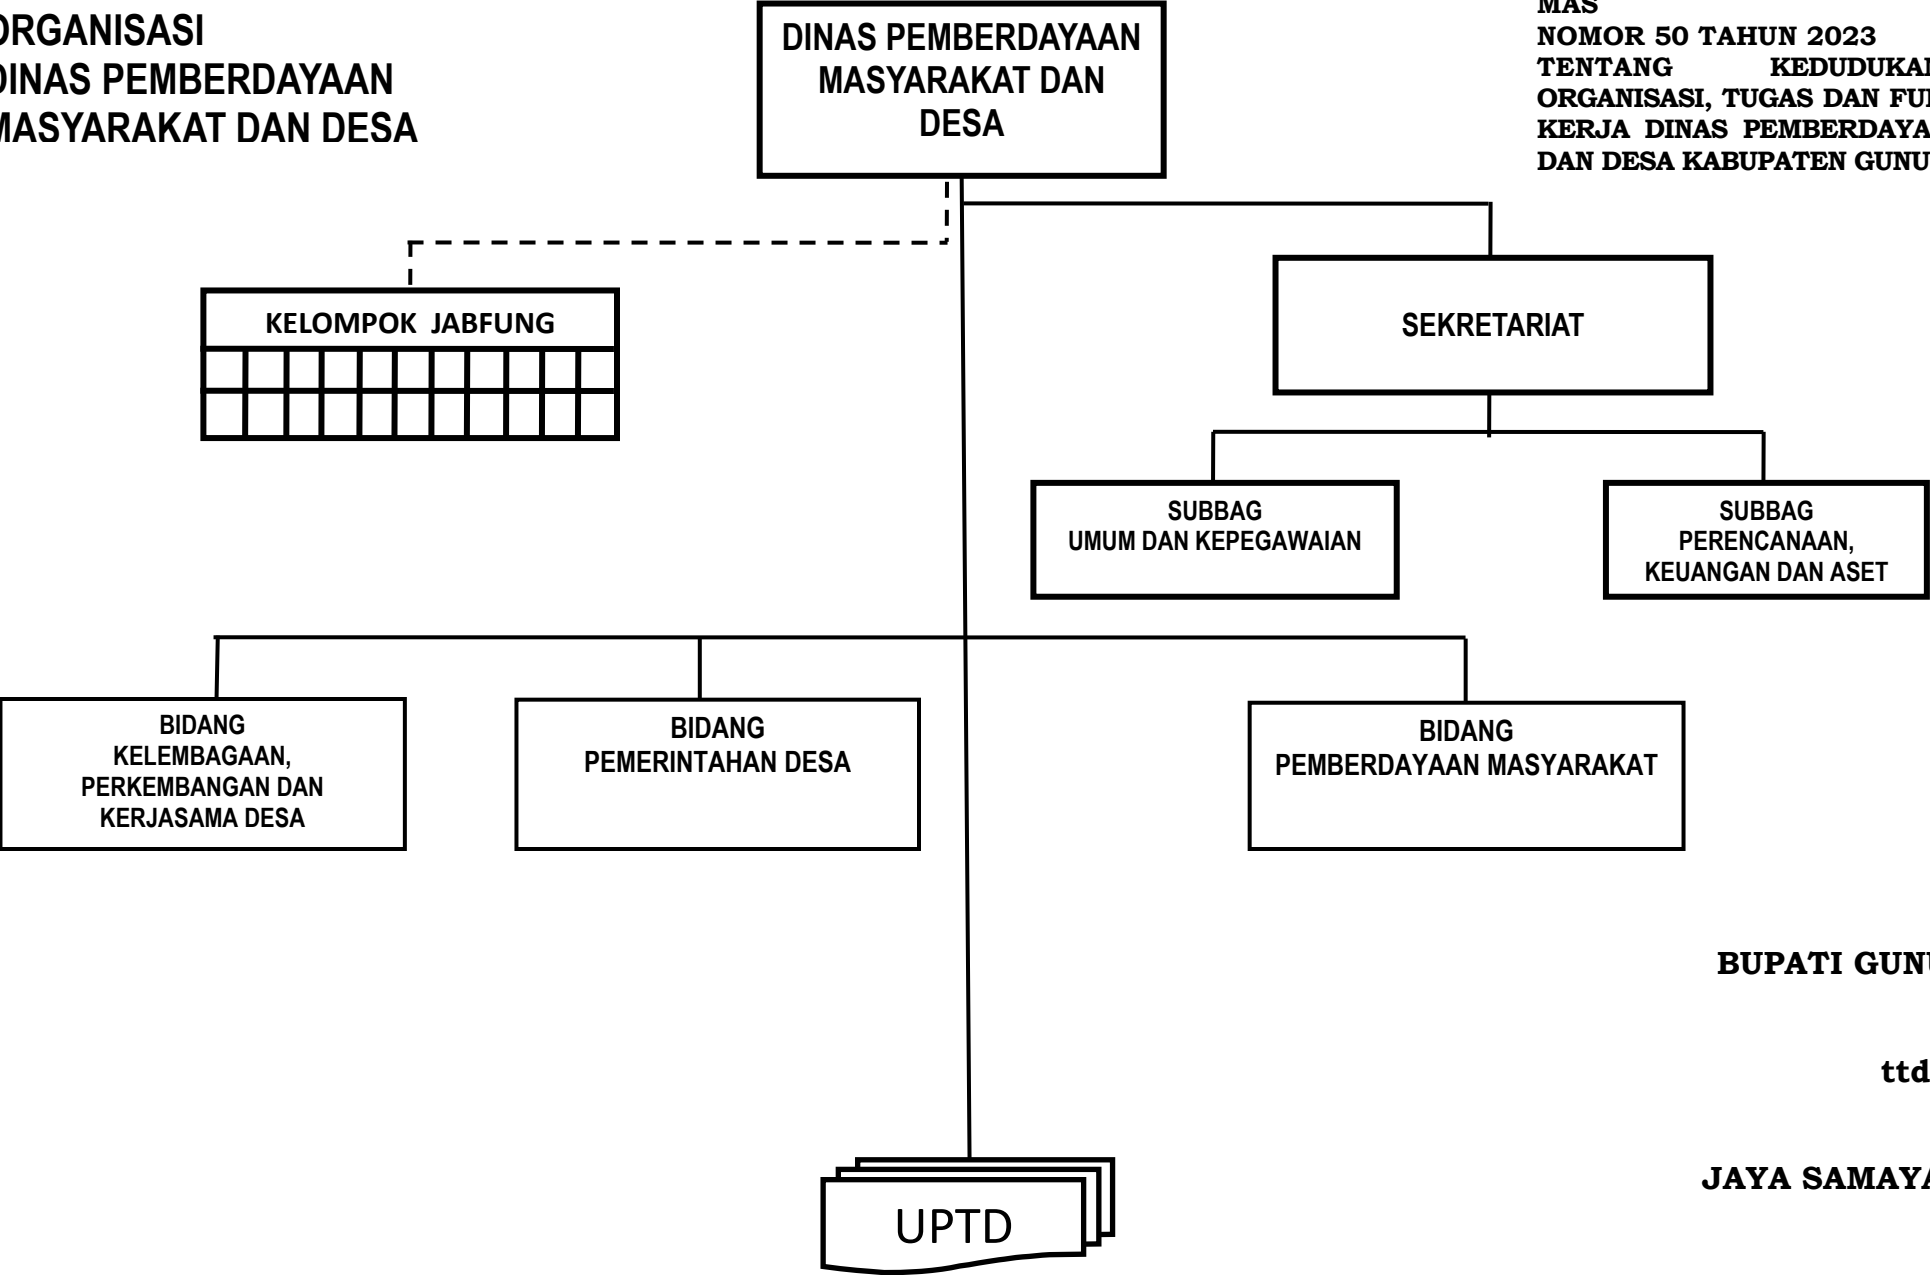 ORGANISASI
DINAS PEMBERDAYAAN
MASYARAKAT DAN DESA
DINAS PEMBERDAYAAN
MASYARAKAT DAN
DESA
MAS
NOMOR 50 TAHUN 2023
TENTANG KEDUDUKAN
ORGANISASI, TUGAS DAN FU
KERJA DINAS PEMBERDAYA
DAN DESA KABUPATEN GUNU
KELOMPOK JABFUNG
SEKRETARIAT
SUBBAG
UMUM DAN KEPEGAWAIAN
SUBBAG
PERENCANAAN,
KEUANGAN DAN ASET
BIDANG
KELEMBAGAAN,
PERKEMBANGAN DAN
KERJASAMA DESA
BIDANG
PEMERINTAHAN DESA
BIDANG
PEMBERDAYAAN MASYARAKAT
BUPATI GUNU
ttd
JAYA SAMAYA
UPTD